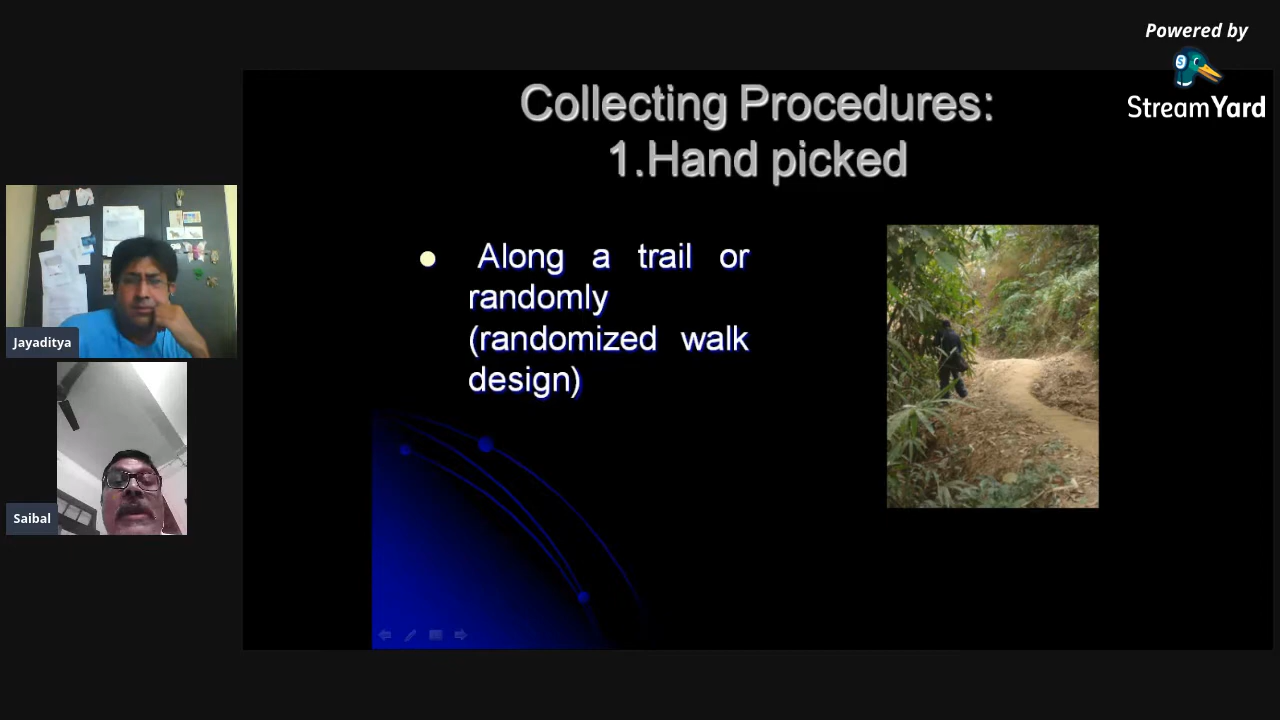 Powered by
StreamYard
Collecting Procedures:
1.Hand picked
Along a trail or
randomly
(randomized walk
design)
Jayaditya
Saibal